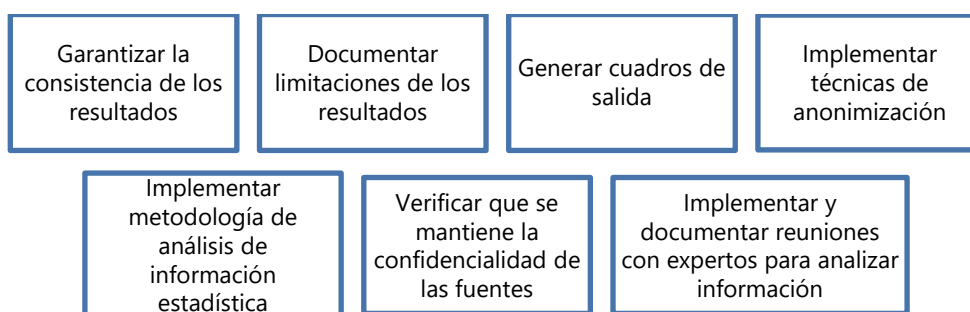 Garantizar la
consistencia de los
resultados
Documentar
limitaciones de los
resultados
Generar cuadros de
salida
Implementar
técnicas de
anonimización
Implementar
metodología de
análisis de
información
estadística
Verificar que se
mantiene la
confidencialidad de
las fuentes
Implementar y
documentar reuniones
con expertos para analizar
información